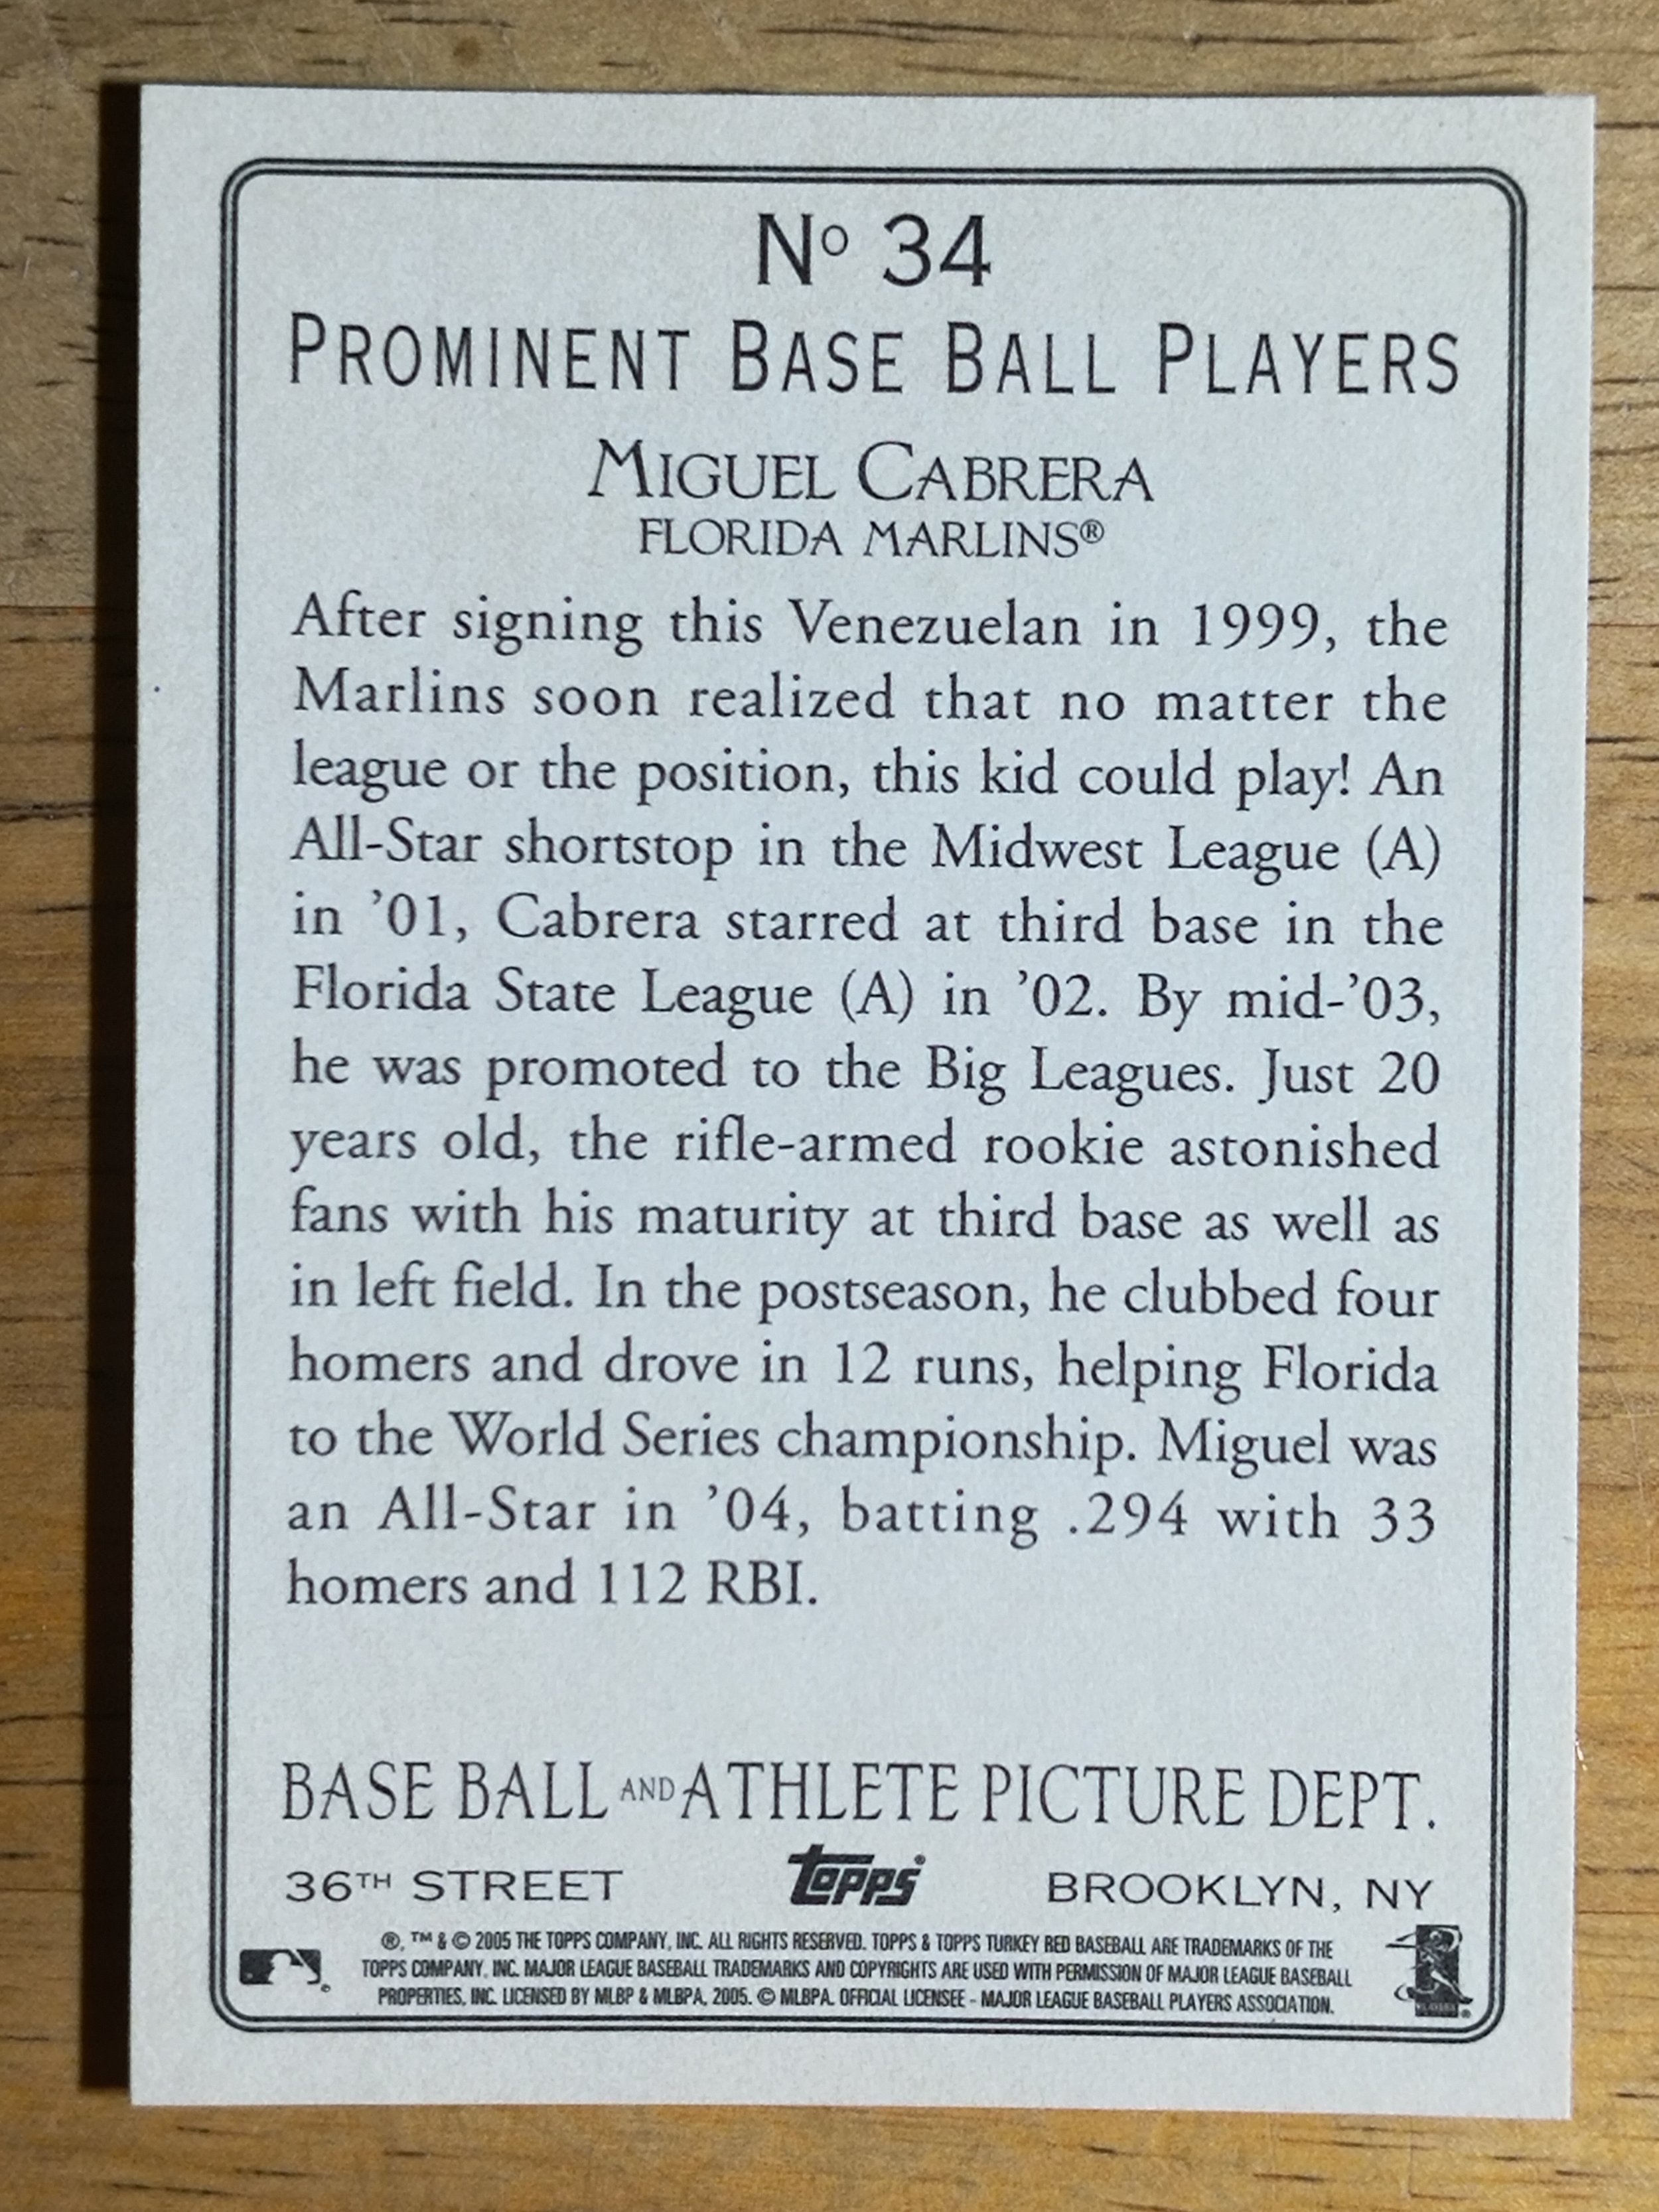 Nº 34
PROMINENT BASE BALL PLAYERS
MIGUEL CABRERA
FLORIDA MARLINS®
After signing this Venezuelan in 1999, the
Marlins soon realized that no matter the
league or the position, this kid could play! An
All-Star shortstop in the Midwest League (A)
in ’01, Cabrera starred at third base in the
Florida State League (A) in ’02. By mid-’03,
he was promoted to the Big Leagues. Just 20
years old, the rifle-armed rookie astonished
fans with his maturity at third base as well as
in left field. In the postseason, he clubbed four
homers and drove in 12 runs, helping Florida
to the World Series championship. Miguel was
an All-Star in ’04, batting .294 with 33
homers and 112 RBI.
BASE BALL AND ATHLETE PICTURE DEPT.
36TH STREET topps® BROOKLYN, NY
®, ™ & © 2005 THE TOPPS COMPANY, INC. ALL RIGHTS RESERVED. TOPPS & TOPPS TURKEY RED BASEBALL ARE TRADEMARKS OF THE
TOPPS COMPANY, INC. MAJOR LEAGUE BASEBALL TRADEMARKS AND COPYRIGHTS ARE USED WITH PERMISSION OF MAJOR LEAGUE BASEBALL
PROPERTIES, INC. LICENSED BY MLBP & MLBPA, 2005. © MLBPA. OFFICIAL LICENSEE - MAJOR LEAGUE BASEBALL PLAYERS ASSOCIATION.